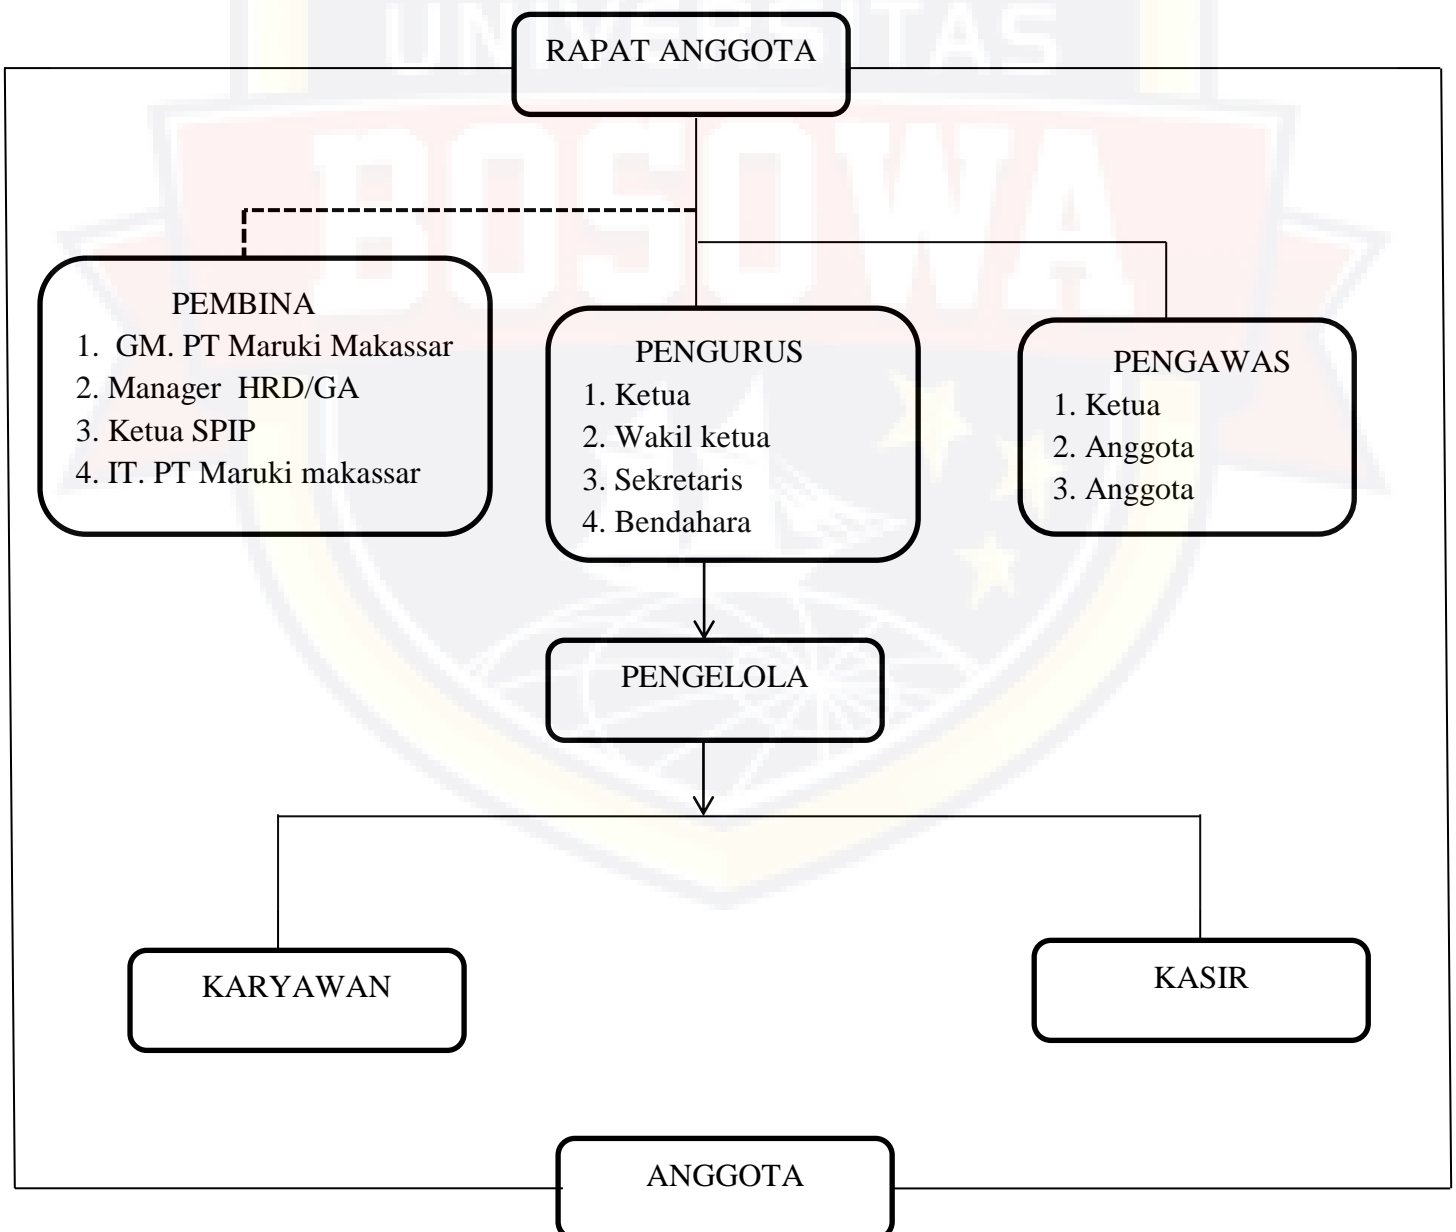 UNIVERSITAS
BOSOWA
RAPAT ANGGOTA
PEMBINA
1. GM. PT Maruki Makassar
2. Manager HRD/GA
3. Ketua SPIP
4. IT. PT Maruki makassar
PENGURUS
1. Ketua
2. Wakil ketua
3. Sekretaris
4. Bendahara
PENGAWAS
1. Ketua
2. Anggota
3. Anggota
PENGELOLA
KARYAWAN
KASIR
ANGGOTA